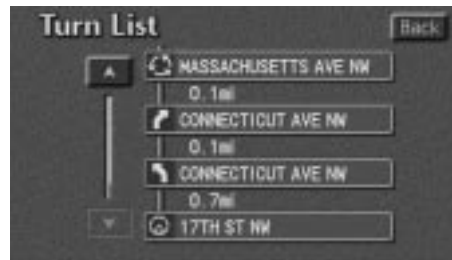 Turn List
Back
MASSACHUSETTS AVE NW
0.1mi
CONNECTICUT AVE NW
0.1mi
CONNECTICUT AVE NW
0.7mi
17TH ST NW